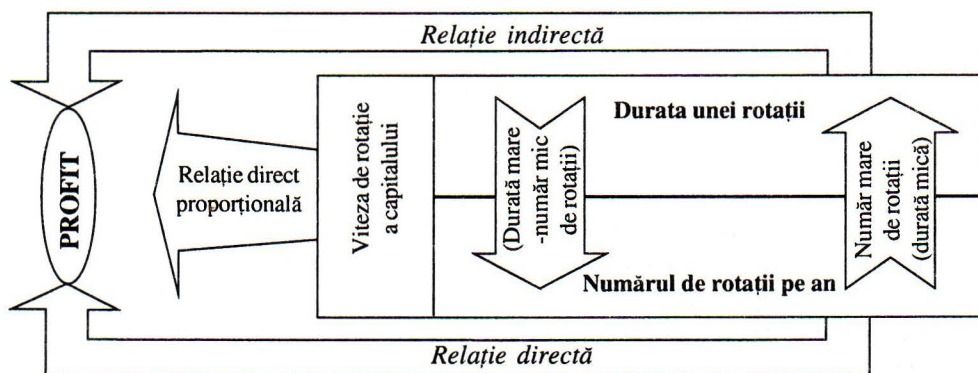 Relație indirectă
PROFIT
Relație direct
proporțională
Viteza de rotație
a capitalului
Durata unei rotații
(Durată mare
-număr mic
de rotații)
Număr mare
de rotații
(durată mică)
Numărul de rotații pe an
Relație directă